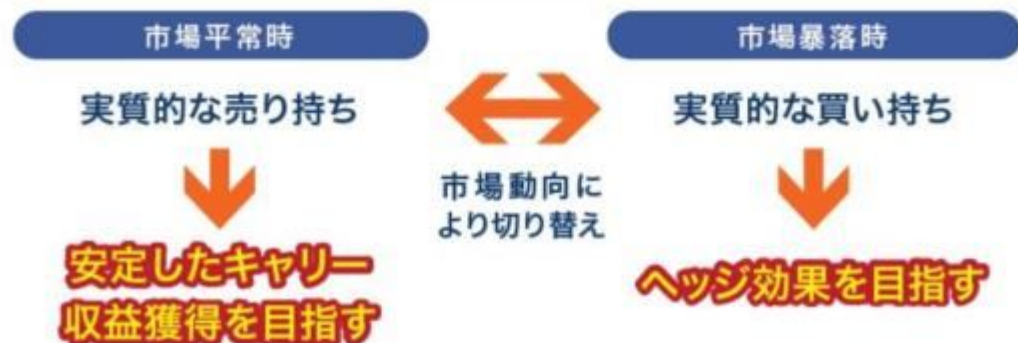 市場平常時
実質的な売り持ち
安定したキャリー
収益獲得を目指す
市場動向に
より切り替え
市場暴落時
実質的な買い持ち
ヘッジ効果を目指す